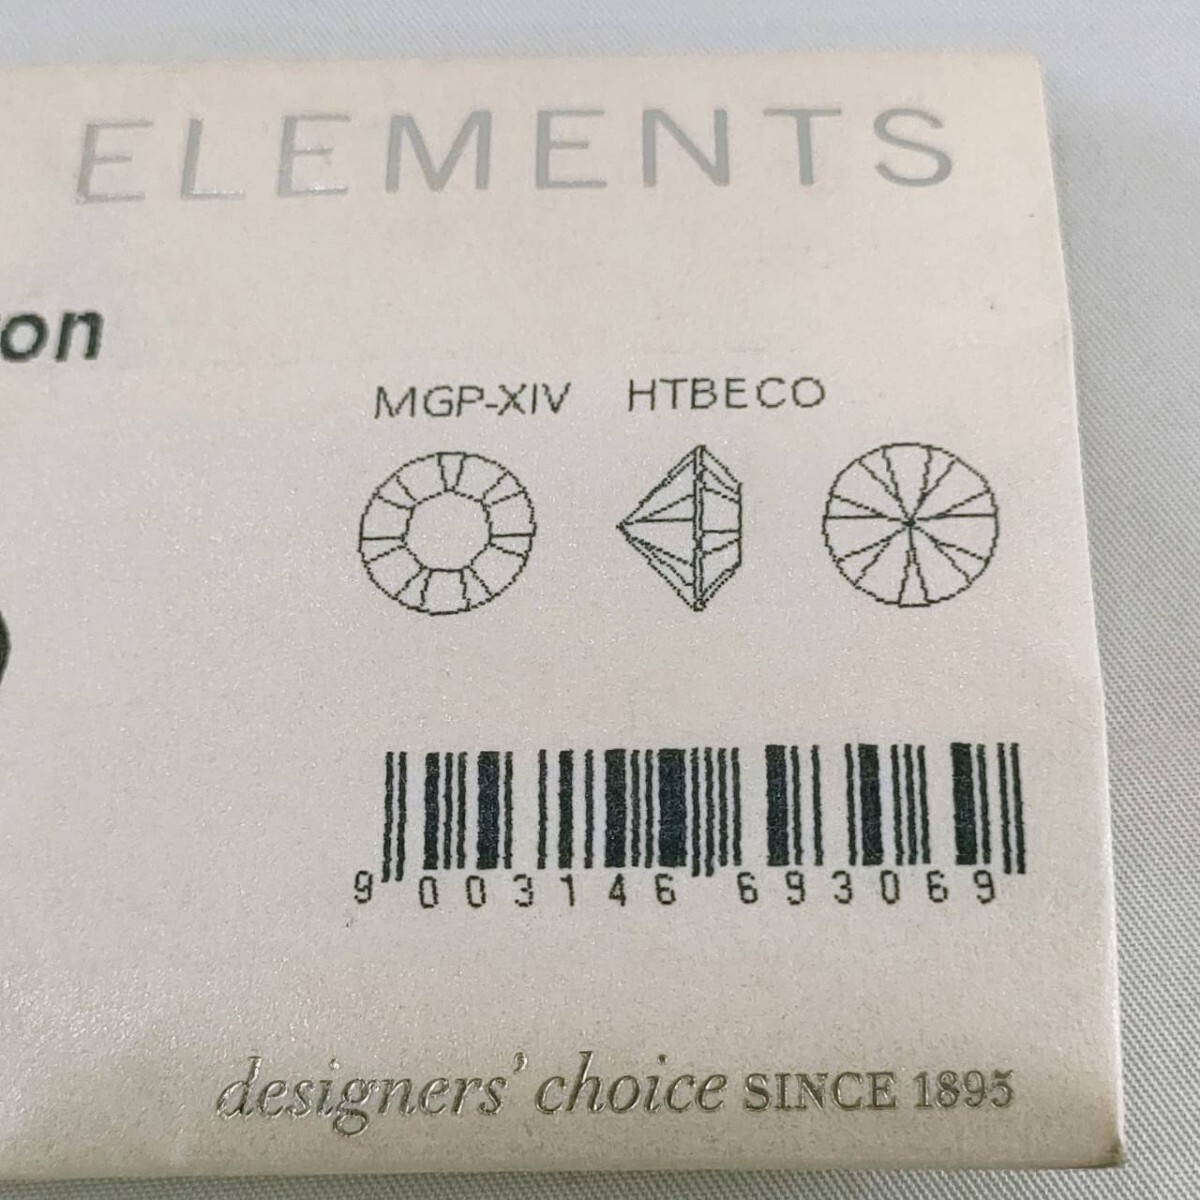 ELEMENTS
on
MGP-XIV HTBECO
9 003146 693069
designers' choice SINCE 1895